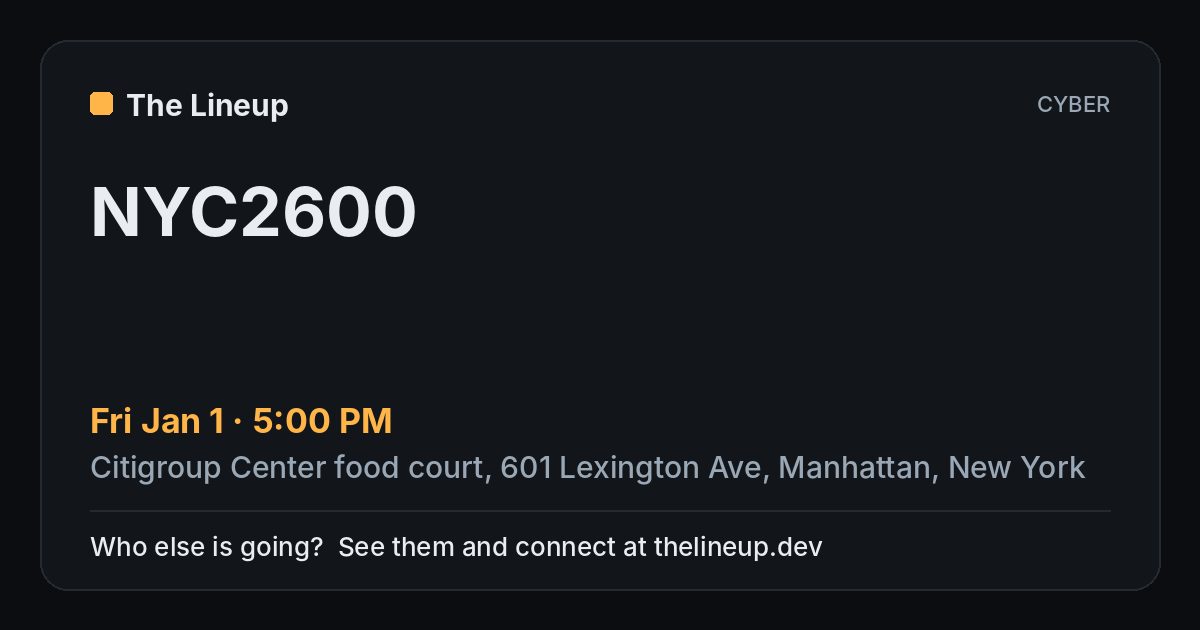 The Lineup
CYBER
NYC2600
Fri Jan 1 · 5:00 PM
Citigroup Center food court, 601 Lexington Ave, Manhattan, New York
Who else is going? See them and connect at thelineup.dev